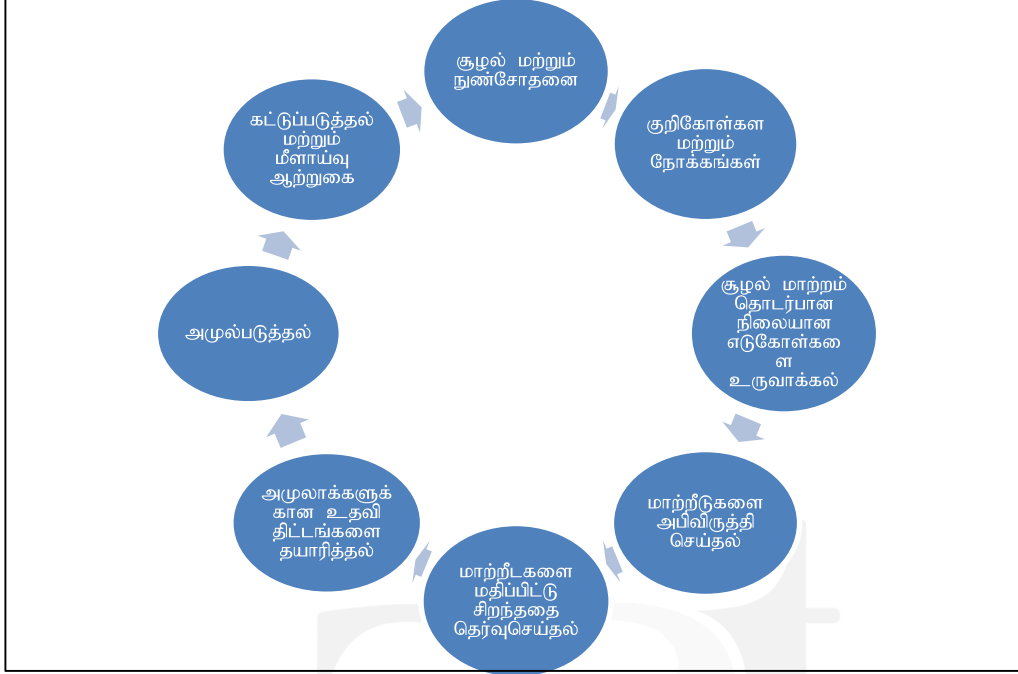 சூழல் மற்றும்
நுண்சோதனை
குறிகோள்கள
மற்றும்
நோக்கங்கள்
சூழல் மாற்றம்
தொடர்பான
நிலையான
எடுகோள்களை
ள
உருவாக்கல்
மாற்றீடுகளை
அபிவிருத்தி
செய்தல்
மாற்றீடகளை
மதிப்பிட்டு
சிறந்ததை
தெர்வுசெய்தல்
அமுலாக்களுக்
கான உதவி
திட்டங்களை
தயாரித்தல்
அமுல்படுத்தல்
கட்டுப்படுத்தல்
மற்றும்
மீளாய்வு
ஆற்றுகை